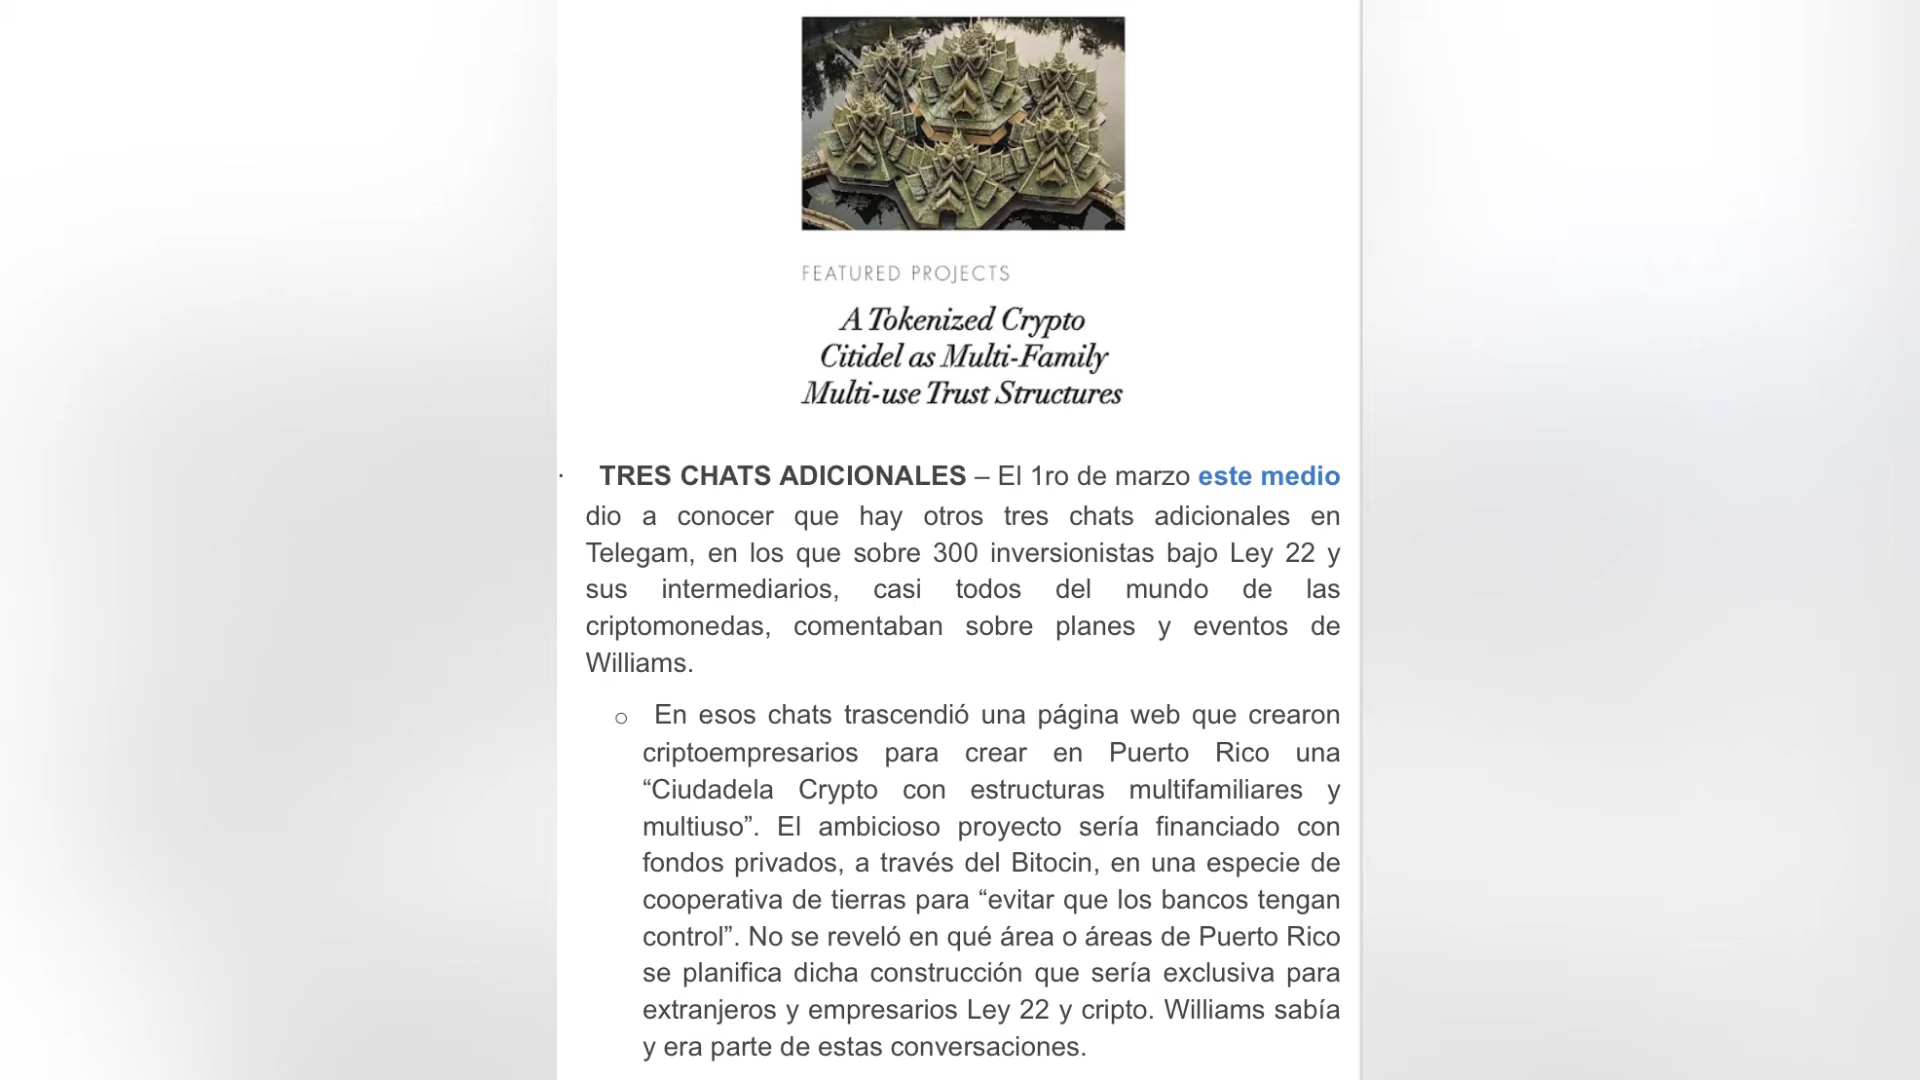 FEATURED PROJECTS
A Tokenized Crypto
Citidel as Multi-Family
Multi-use Trust Structures
· TRES CHATS ADICIONALES – El 1ro de marzo este medio
dio a conocer que hay otros tres chats adicionales en
Telegam, en los que sobre 300 inversionistas bajo Ley 22 y
sus intermediarios, casi todos del mundo de las
criptomonedas, comentaban sobre planes y eventos de
Williams.
o En esos chats trascendió una página web que crearon
criptoempresarios para crear en Puerto Rico una
“Ciudadela Crypto con estructuras multifamiliares y
multiuso”. El ambicioso proyecto sería financiado con
fondos privados, a través del Bitocin, en una especie de
cooperativa de tierras para “evitar que los bancos tengan
control”. No se reveló en qué área o áreas de Puerto Rico
se planifica dicha construcción que sería exclusiva para
extranjeros y empresarios Ley 22 y cripto. Williams sabía
y era parte de estas conversaciones.